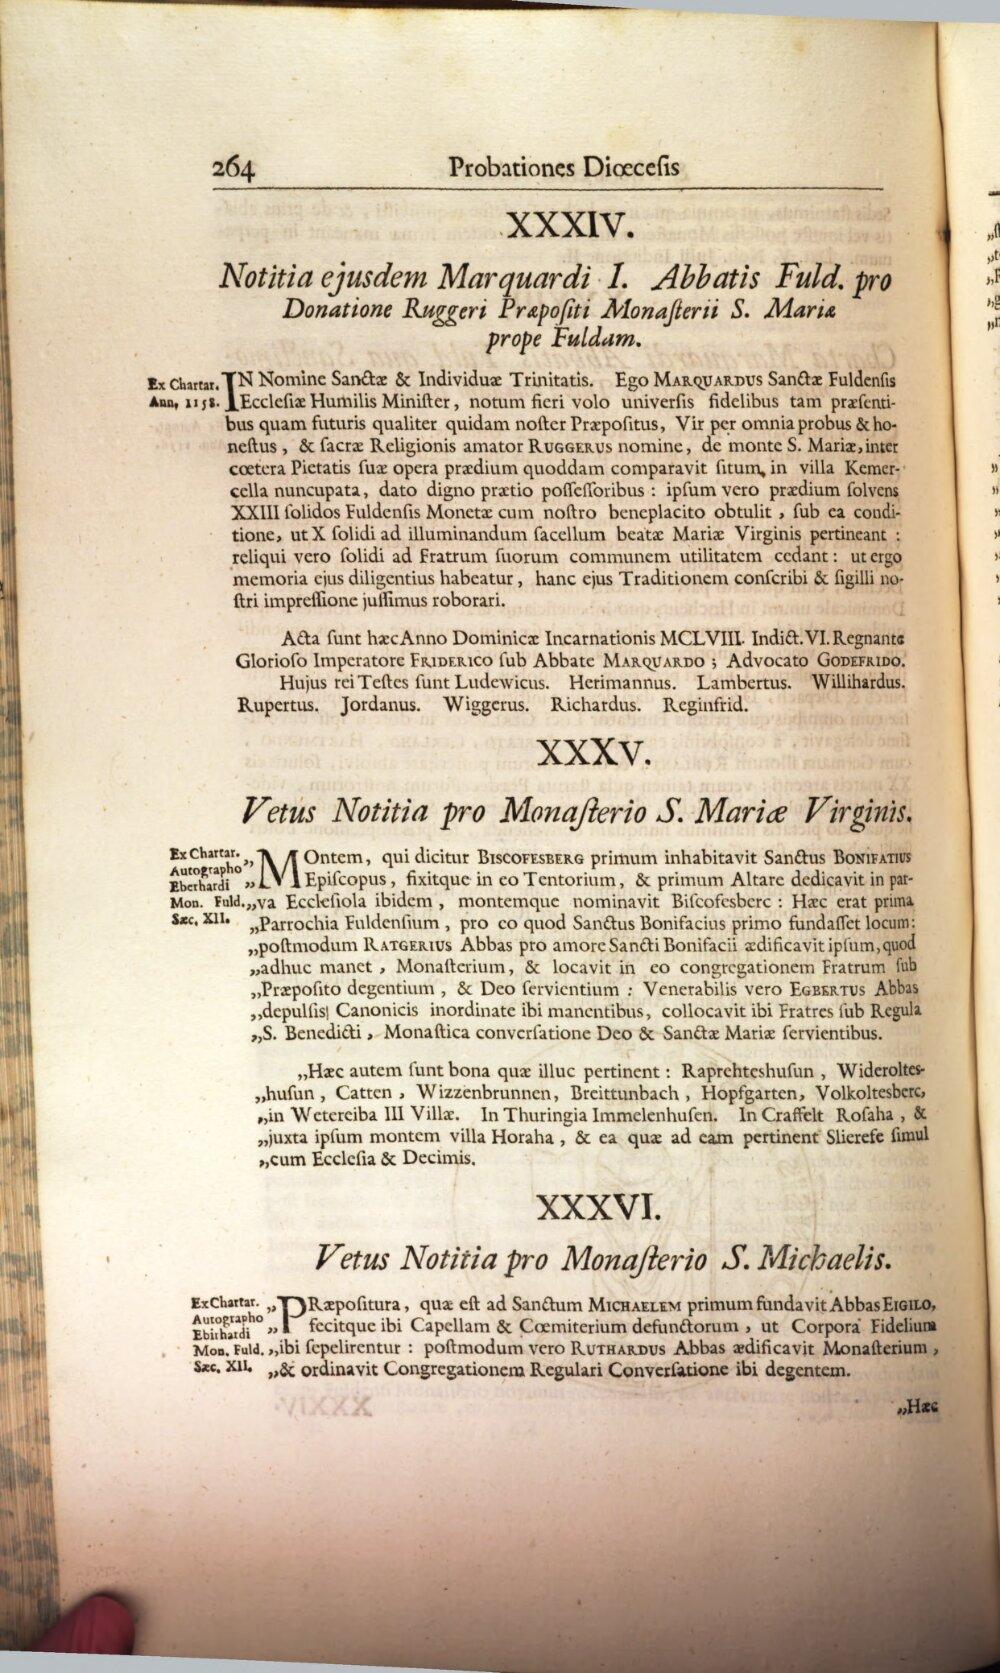 264 Probationes Diœcesis
XXXIV.
Notitia ejusdem Marquardi I. Abbatis Fuld. pro
Donatione Ruggeri Præpoſiti Monaſterii S. Mariæ
prope Fuldam.
Ex Chartar.
Ann. 1158.
IN Nomine Sanctæ & Individuæ Trinitatis. Ego MARQUARDUS Sanctæ Fuldenſis
Eccleſiæ Humilis Miniſter, notum fieri volo univerſis fidelibus tam præſenti-
bus quam futuris qualiter quidam noſter Præpoſitus, Vir per omnia probus & ho-
neſtus, & ſacræ Religionis amator RUGGERUS nomine, de monte S. Mariæ, inter
cœtera Pietatis ſuæ opera prædium quoddam comparavit ſitum in villa Kemer-
cella nuncupata, dato digno prætio poſſeſſoribus : ipſum vero prædium ſolvens
XXIII ſolidos Fuldenſis Monetæ cum noſtro beneplacito obtulit, ſub ea condi-
tione, ut X ſolidi ad illuminandum ſacellum beatæ Mariæ Virginis pertineant :
reliqui vero ſolidi ad Fratrum ſuorum communem utilitatem cedant : ut ergo
memoria ejus diligentius habeatur, hanc ejus Traditionem conſcribi & ſigilli no-
ſtri impreſſione juſſimus roborari.
Acta ſunt hæc Anno Dominicæ Incarnationis MCLVIII. Indict. VI. Regnante
Glorioſo Imperatore FRIDERICO ſub Abbate MARQUARDO ; Advocato GODEFRIDO.
Hujus rei Teſtes ſunt Ludewicus. Herimannus. Lambertus. Willihardus.
Rupertus. Jordanus. Wiggerus. Richardus. Reginfrid.
XXXV.
Vetus Notitia pro Monaſterio S. Mariæ Virginis.
Ex Chartar.
Autographo
Eberhardi
Mon. Fuld.
Sæc. XII.
„MOntem, qui dicitur BISCOFESBERG primum inhabitavit Sanctus BONIFATIUS
„Epiſcopus, fixitque in eo Tentorium, & primum Altare dedicavit in par-
„va Eccleſiola ibidem, montemque nominavit Biſcofesberc : Hæc erat prima
„Parrochia Fuldenſium, pro eo quod Sanctus Bonifacius primo fundaſſet locum :
„poſtmodum RATGERIUS Abbas pro amore Sancti Bonifacii ædificavit ipſum, quod
„adhuc manet, Monaſterium, & locavit in eo congregationem Fratrum ſub
„Præpoſito degentium, & Deo ſervientium : Venerabilis vero EGBERTUS Abbas
„depulſis Canonicis inordinate ibi manentibus, collocavit ibi Fratres ſub Regula
„S. Benedicti, Monaſtica converſatione Deo & Sanctæ Mariæ ſervientibus.
„Hæc autem ſunt bona quæ illuc pertinent : Raprehteshuſun, Wideroltes-
„huſun, Catten, Wizzenbrunnen, Breittunbach, Hopfgarten, Volkoltesberc,
„in Wetereiba III Villæ. In Thuringia Immelenhuſen. In Craffelt Roſaha, &
„juxta ipſum montem villa Horaha, & ea quæ ad eam pertinent Slierefe ſimul
„cum Eccleſia & Decimis.
XXXVI.
Vetus Notitia pro Monaſterio S. Michaelis.
Ex Chartar.
Autographo
Ebirhardi
Mon. Fuld.
Sæc. XII.
„PRæpoſitura, quæ eſt ad Sanctum MICHAELEM primum fundavit Abbas EIGILO,
„fecitque ibi Capellam & Cœmiterium defunctorum, ut Corpora Fidelium
„ibi ſepelirentur : poſtmodum vero RUTHARDUS Abbas ædificavit Monaſterium,
„& ordinavit Congregationem Regulari Converſatione ibi degentem.
„Hæc